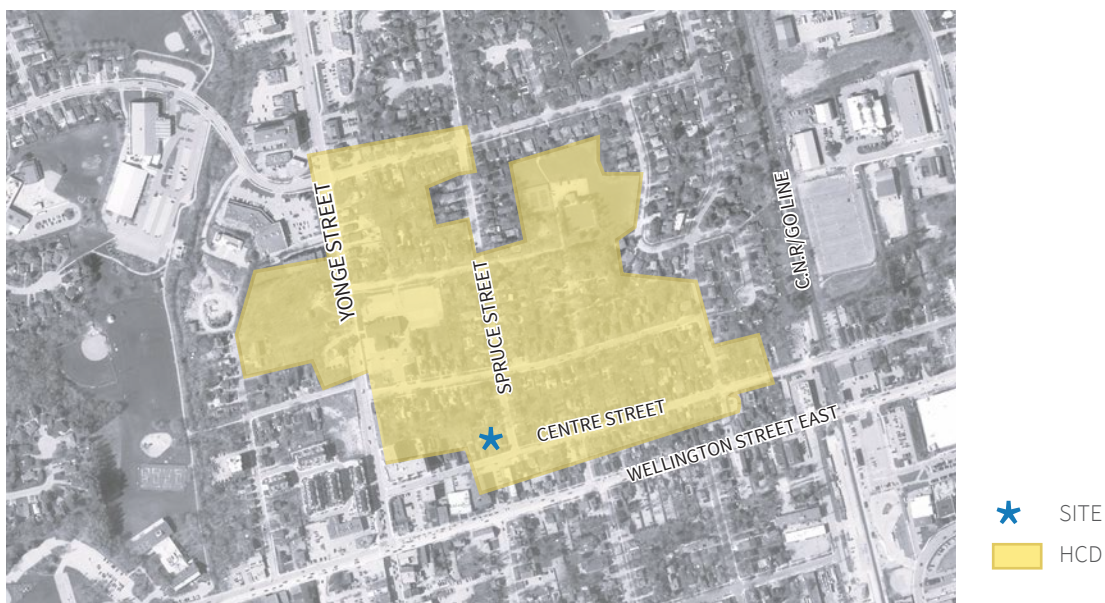 YONGE STREET
SPRUCE STREET
C.N.R/GO LINE
CENTRE STREET
WELLINGTON STREET EAST
SITE
HCD